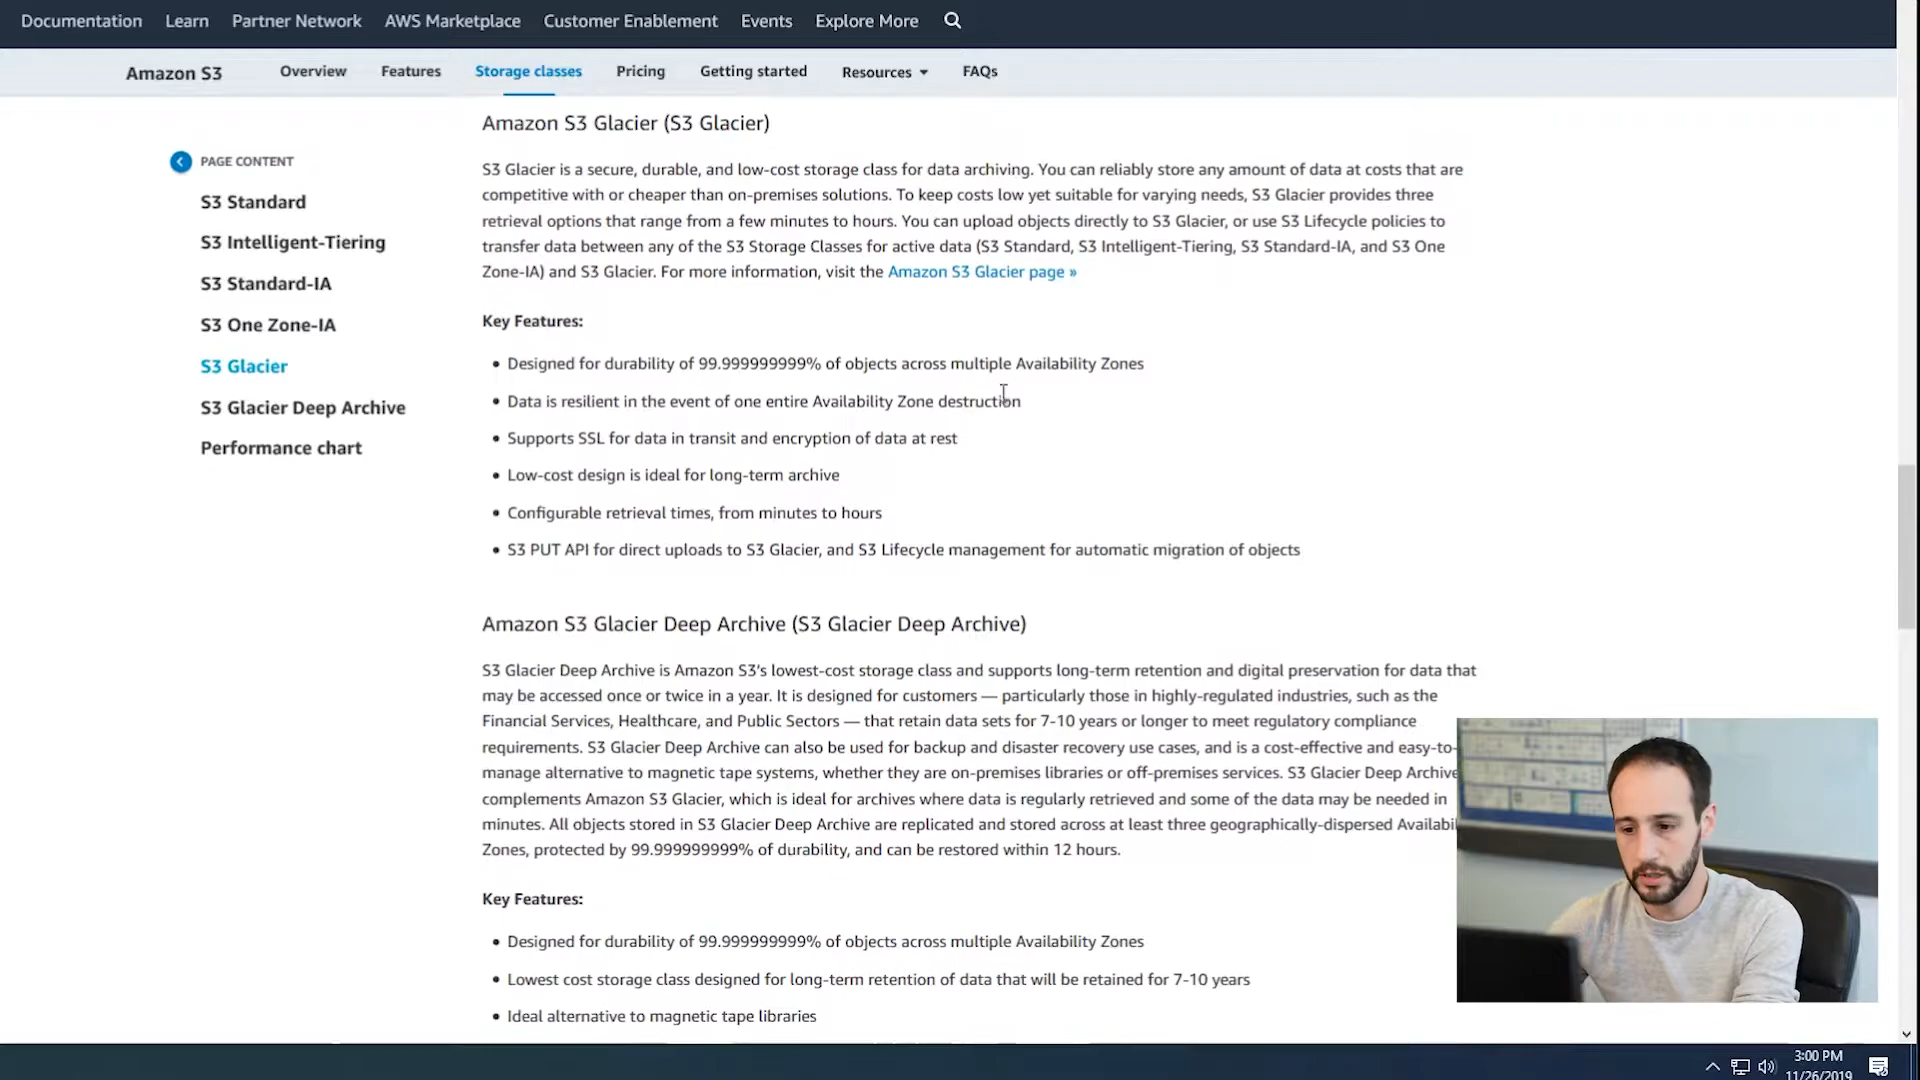 Documentation Learn Partner Network AWS Marketplace Customer Enablement Events Explore More
Amazon S3 Overview Features Storage classes Pricing Getting started Resources FAQs
PAGE CONTENT
S3 Standard
S3 Intelligent-Tiering
S3 Standard-IA
S3 One Zone-IA
S3 Glacier
S3 Glacier Deep Archive
Performance chart
Amazon S3 Glacier (S3 Glacier)
S3 Glacier is a secure, durable, and low-cost storage class for data archiving. You can reliably store any amount of data at costs that are
competitive with or cheaper than on-premises solutions. To keep costs low yet suitable for varying needs, S3 Glacier provides three
retrieval options that range from a few minutes to hours. You can upload objects directly to S3 Glacier, or use S3 Lifecycle policies to
transfer data between any of the S3 Storage Classes for active data (S3 Standard, S3 Intelligent-Tiering, S3 Standard-IA, and S3 One
Zone-IA) and S3 Glacier. For more information, visit the Amazon S3 Glacier page »
Key Features:
• Designed for durability of 99.999999999% of objects across multiple Availability Zones
• Data is resilient in the event of one entire Availability Zone destruction
• Supports SSL for data in transit and encryption of data at rest
• Low-cost design is ideal for long-term archive
• Configurable retrieval times, from minutes to hours
• S3 PUT API for direct uploads to S3 Glacier, and S3 Lifecycle management for automatic migration of objects
Amazon S3 Glacier Deep Archive (S3 Glacier Deep Archive)
S3 Glacier Deep Archive is Amazon S3's lowest-cost storage class and supports long-term retention and digital preservation for data that
may be accessed once or twice in a year. It is designed for customers — particularly those in highly-regulated industries, such as the
Financial Services, Healthcare, and Public Sectors — that retain data sets for 7-10 years or longer to meet regulatory compliance
requirements. S3 Glacier Deep Archive can also be used for backup and disaster recovery use cases, and is a cost-effective and easy-to-
manage alternative to magnetic tape systems, whether they are on-premises libraries or off-premises services. S3 Glacier Deep Archive
complements Amazon S3 Glacier, which is ideal for archives where data is regularly retrieved and some of the data may be needed in
minutes. All objects stored in S3 Glacier Deep Archive are replicated and stored across at least three geographically-dispersed Availabi
Zones, protected by 99.999999999% of durability, and can be restored within 12 hours.
Key Features:
• Designed for durability of 99.999999999% of objects across multiple Availability Zones
• Lowest cost storage class designed for long-term retention of data that will be retained for 7-10 years
• Ideal alternative to magnetic tape libraries
3:00 PM
11/26/2019